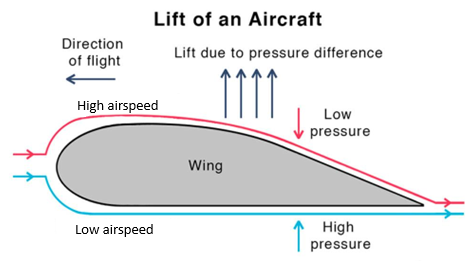 Lift of an Aircraft
Direction
of flight
Lift due to pressure difference
High airspeed
Low
pressure
Wing
Low airspeed
High
pressure